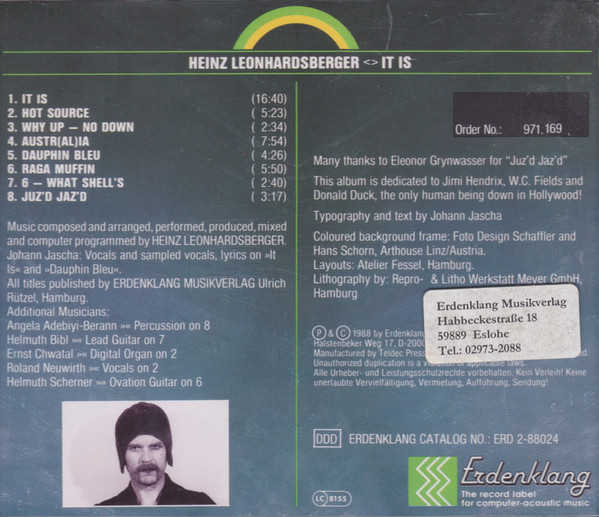 HEINZ LEONHARDSBERGER <> IT IS
1. IT IS (16:40)
2. HOT SOURCE ( 5:23)
3. WHY UP – NO DOWN ( 2:34)
4. AUSTR(AL)IA ( 7:54)
5. DAUPHIN BLEU ( 4:26)
6. RAGA MUFFIN ( 5:50)
7. 6 – WHAT SHELL'S ( 2:40)
8. JUZ'D JAZ'D ( 3:17)
Music composed and arranged, performed, produced, mixed
and computer programmed by HEINZ LEONHARDSBERGER.
Johann Jascha: Vocals and sampled vocals, lyrics on »It
Is« and »Dauphin Bleu«.
All titles published by ERDENKLANG MUSIKVERLAG Ulrich
Rützel, Hamburg.
Additional Musicians:
Angela Adebiyi-Berann »« Percussion on 8
Helmuth Bibl »« Lead Guitar on 7
Ernst Chwatal »« Digital Organ on 2
Roland Neuwirth »« Vocals on 2
Helmuth Scherner »« Ovation Guitar on 6
Order No.: 971.169
Many thanks to Eleonor Grynwasser for "Juz'd Jaz'd"
This album is dedicated to Jimi Hendrix, W.C. Fields and
Donald Duck, the only human being down in Hollywood!
Typography and text by Johann Jascha
Coloured background frame: Foto Design Schaffler and
Hans Schorn, Arthouse Linz/Austria.
Layouts: Atelier Fessel, Hamburg.
Lithography by: Repro- & Litho Werkstatt Meyer GmbH,
Hamburg
Erdenklang Musikverlag
Habbeckestraße 18
59889 Eslohe
Tel.: 02973-2088
P & C 1988 by Erdenklang
Halstenbeker Weg 17, D-2000
Manufactured by Teldec Press
Unauthorized duplication is a violation of applicable laws.
Alle Urheber- und Leistungsschutzrechte vorbehalten. Kein Verleih! Keine
unerlaubte Vervielfältigung, Vermietung, Aufführung, Sendung!
DDD ERDENKLANG CATALOG NO.: ERD 2-88024
LC 8155
Erdenklang
The record label
for computer-acoustic music